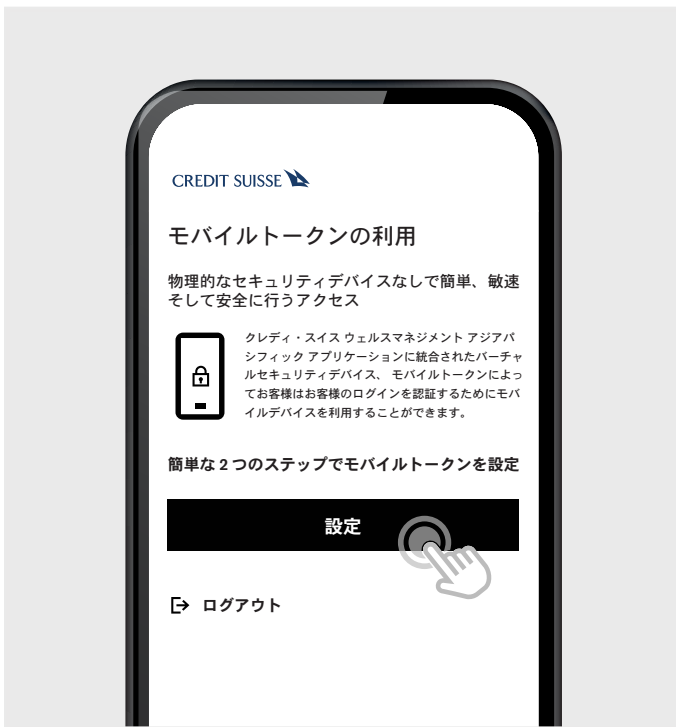 CREDIT SUISSE
モバイルトークンの利用
物理的なセキュリティデバイスなしで簡単、敏速
そして安全に行うアクセス
クレディ・スイス ウェルスマネジメント アジアパ
シフィック アプリケーションに統合されたバーチャ
ルセキュリティデバイス、 モバイルトークンによっ
てお客様はお客様のログインを認証するためにモバ
イルデバイスを利用することができます。
簡単な 2 つのステップでモバイルトークンを設定
設定
ログアウト